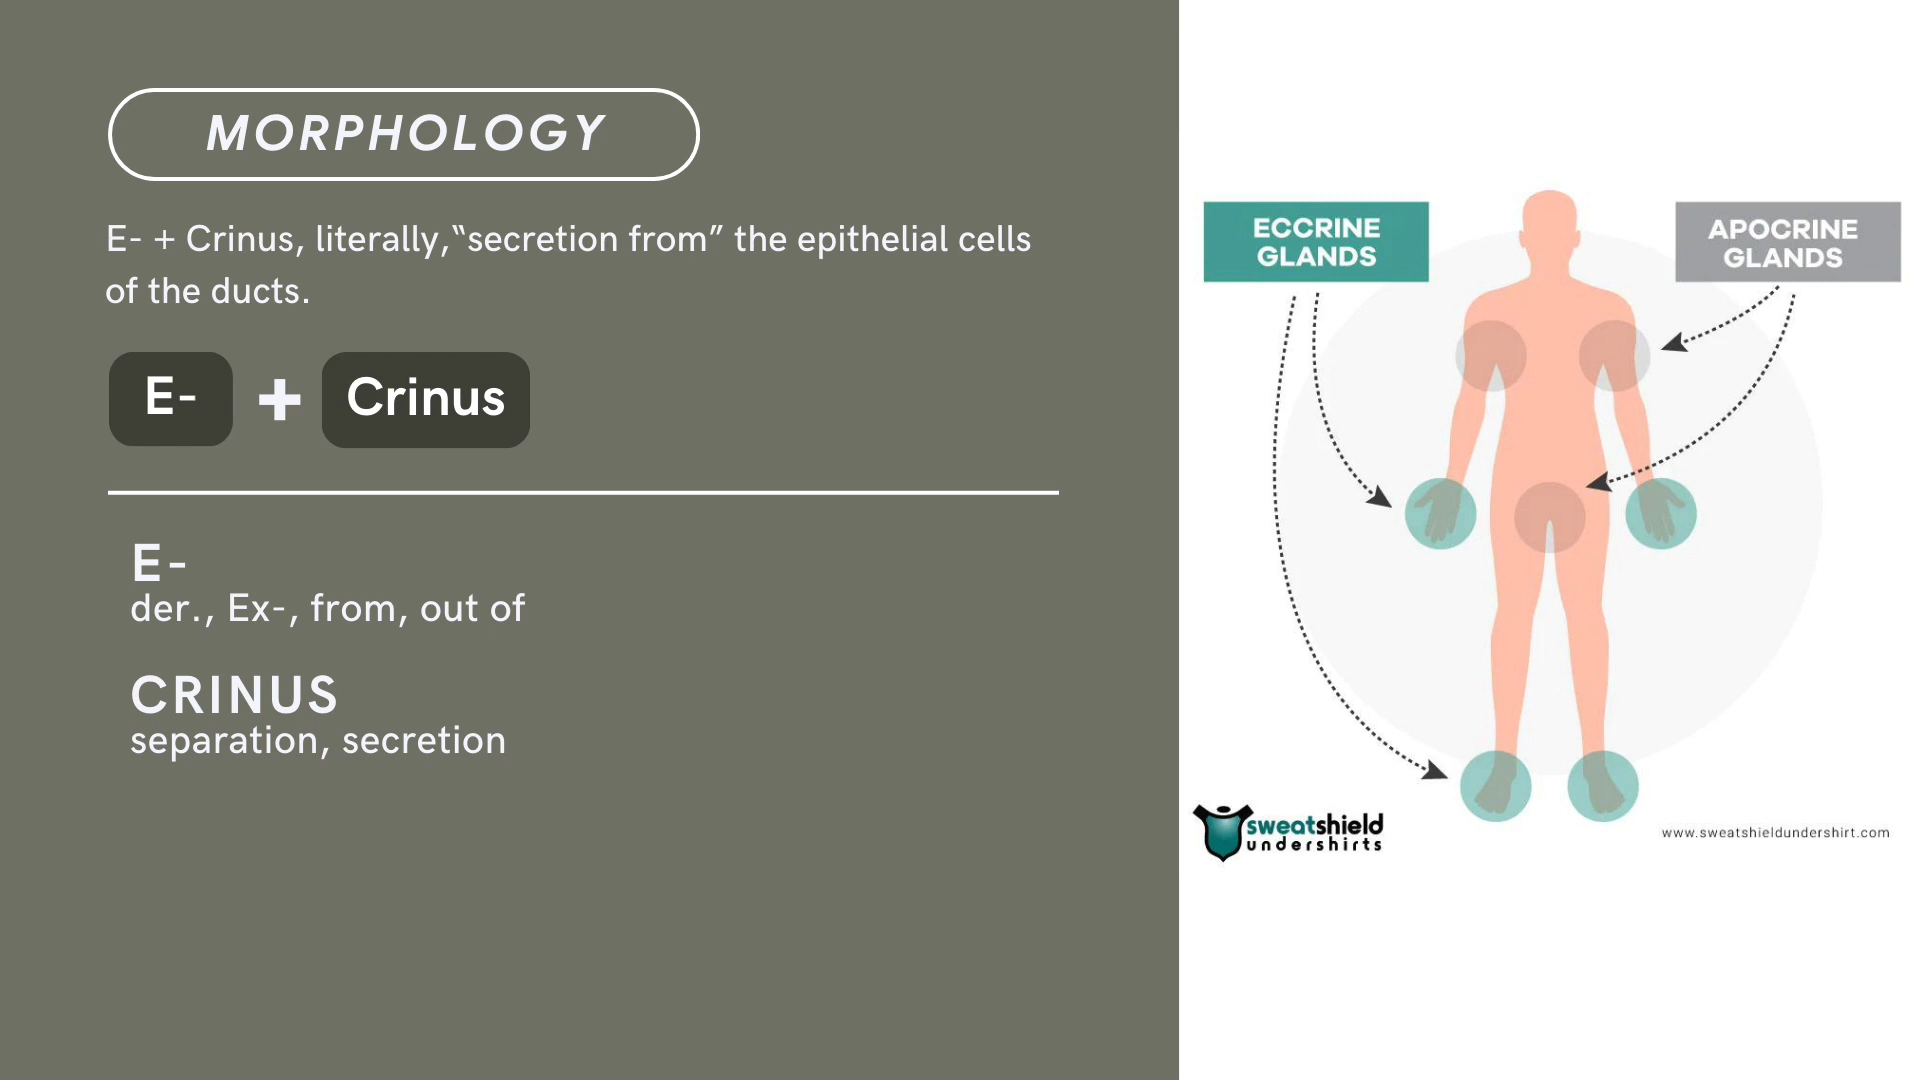 MORPHOLOGY
E- + Crinus, literally,“secretion from” the epithelial cells
of the ducts.
E- + Crinus
E-
der., Ex-, from, out of
CRINUS
separation, secretion
ECCRINE
GLANDS
APOCRINE
GLANDS
sweatshield
undershirts
www.sweatshieldundershirt.com